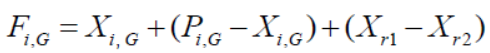 F_{i,G} = X_{i,G} + (P_{i,G} − X_{i,G}) + (X_{r1} − X_{r2})